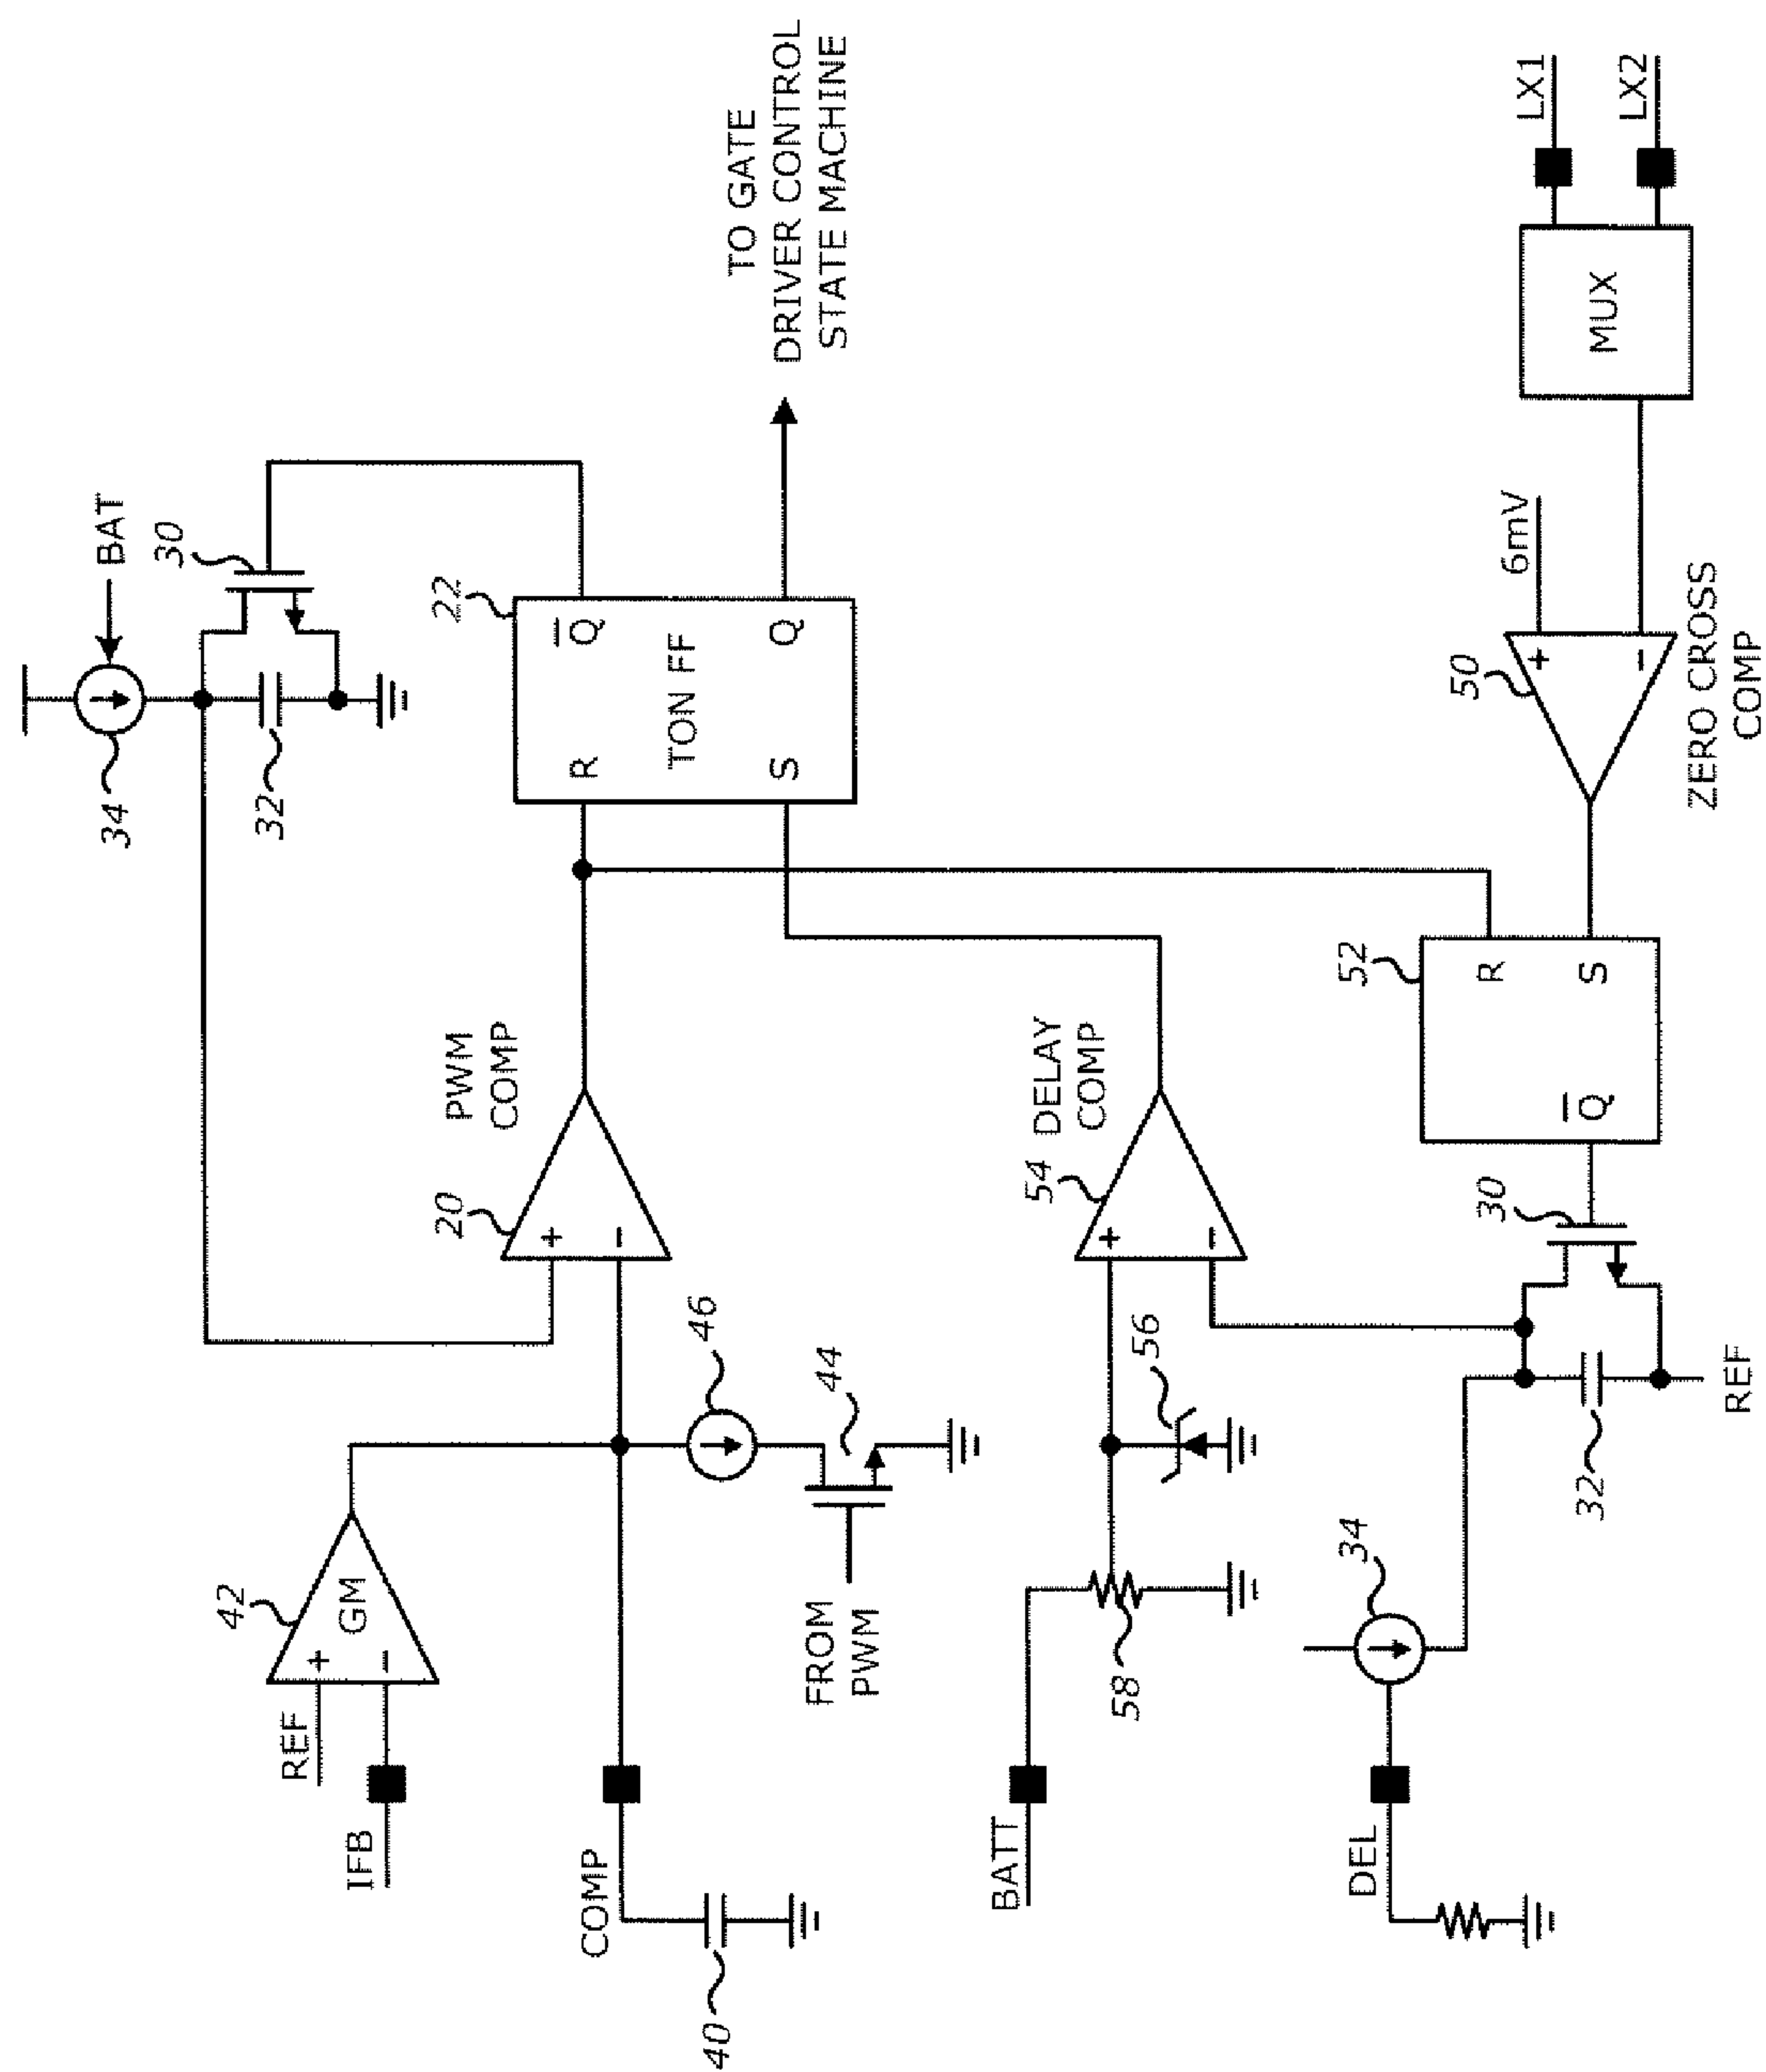 34
BAT
30
32
22
Q
Q
R
S
TON FF
TO GATE
DRIVER CONTROL
STATE MACHINE
42
GM
+
−
REF
IFB
PWM
COMP
20
+
−
46
44
FROM
PWM
COMP
40
DELAY
COMP
54
+
−
56
58
BATT
DEL
34
32
REF
30
52
R
S
Q
50
+
−
6mV
ZERO CROSS
COMP
MUX
LX1
LX2